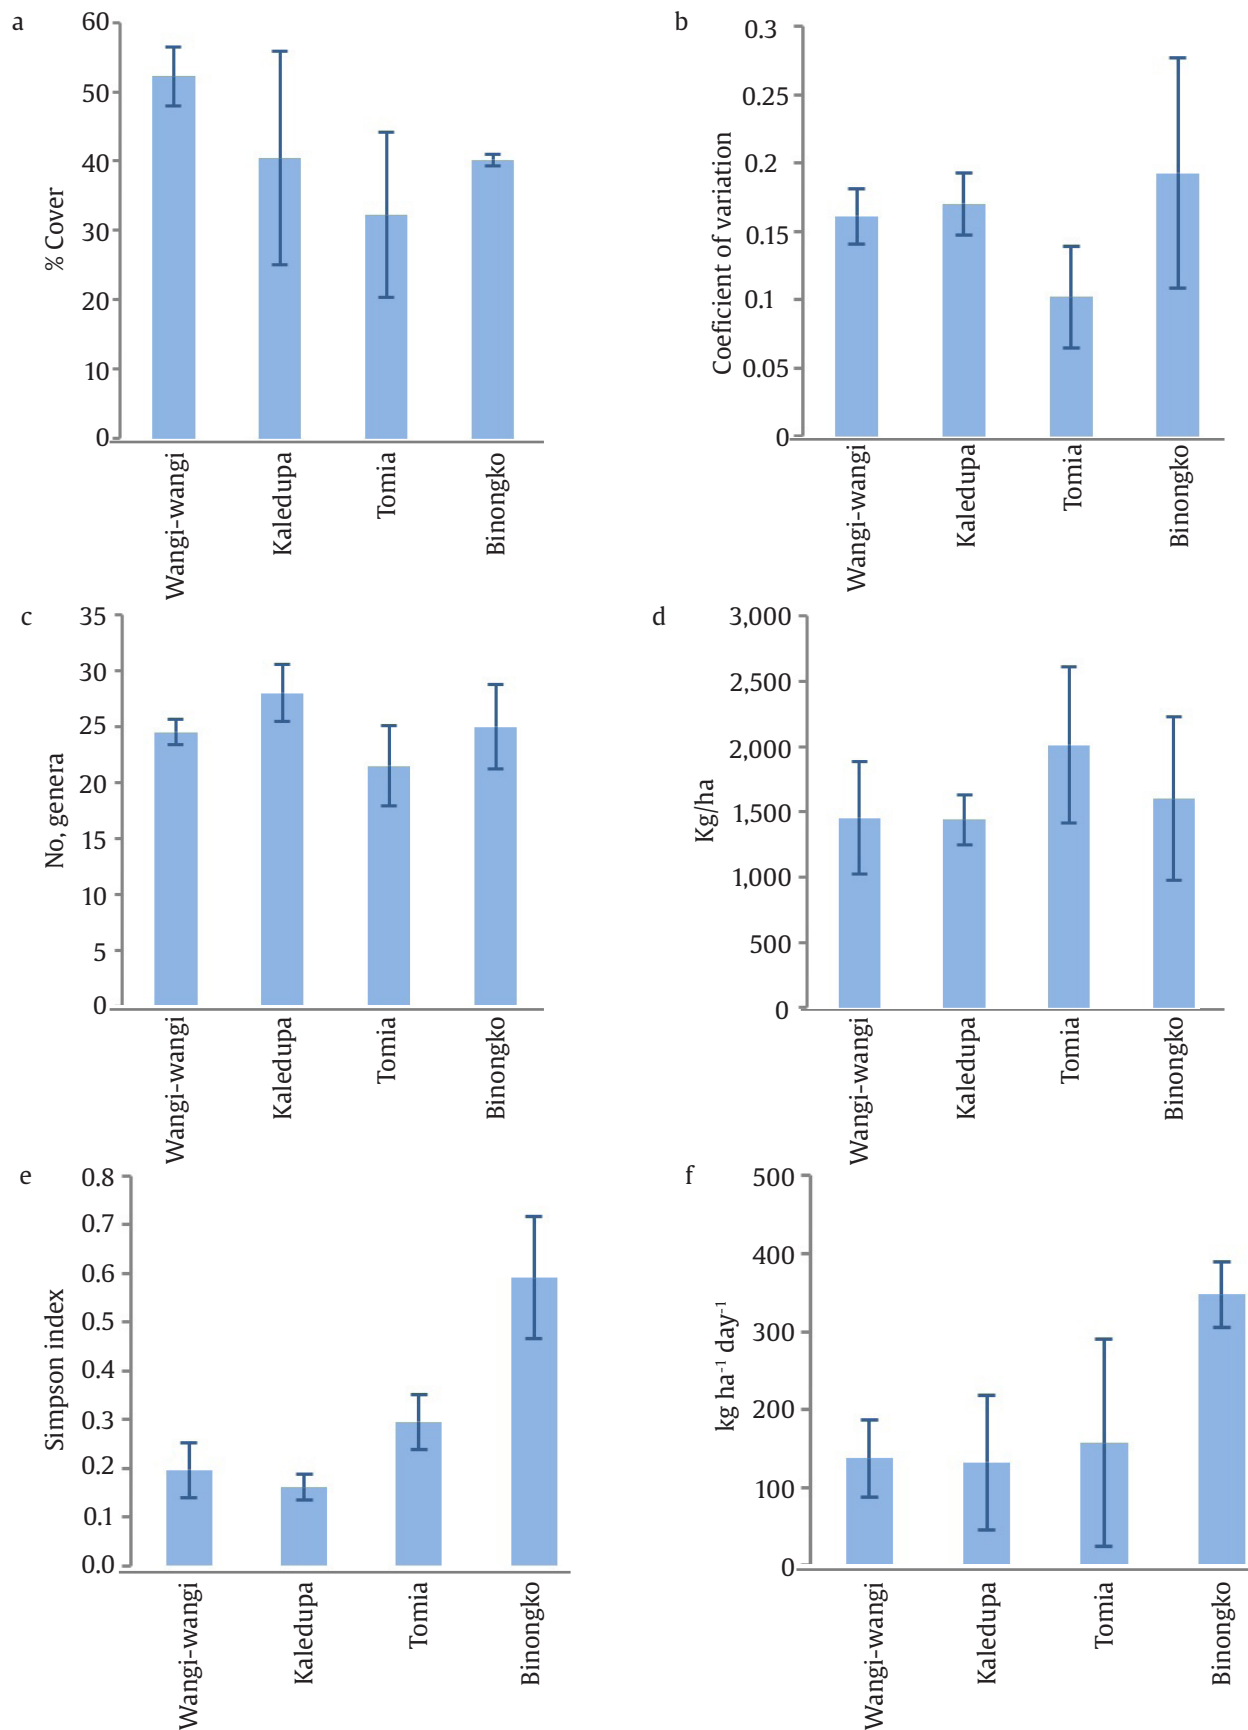 a
60
50
40
30
20
10
0
% Cover
Wangi-wangi
Kaledupa
Tomia
Binongko
b
0.3
0.25
0.2
0.15
0.1
0.05
0
Coeficient of variation
Wangi-wangi
Kaledupa
Tomia
Binongko
c
35
30
25
20
15
10
5
0
No, genera
Wangi-wangi
Kaledupa
Tomia
Binongko
d
3,000
2,500
2,000
1,500
1,000
500
0
Kg/ha
Wangi-wangi
Kaledupa
Tomia
Binongko
e
0.8
0.7
0.6
0.5
0.4
0.3
0.2
0.1
0.0
Simpson index
Wangi-wangi
Kaledupa
Tomia
Binongko
f
500
400
300
200
100
0
kg ha⁻¹ day⁻¹
Wangi-wangi
Kaledupa
Tomia
Binongko